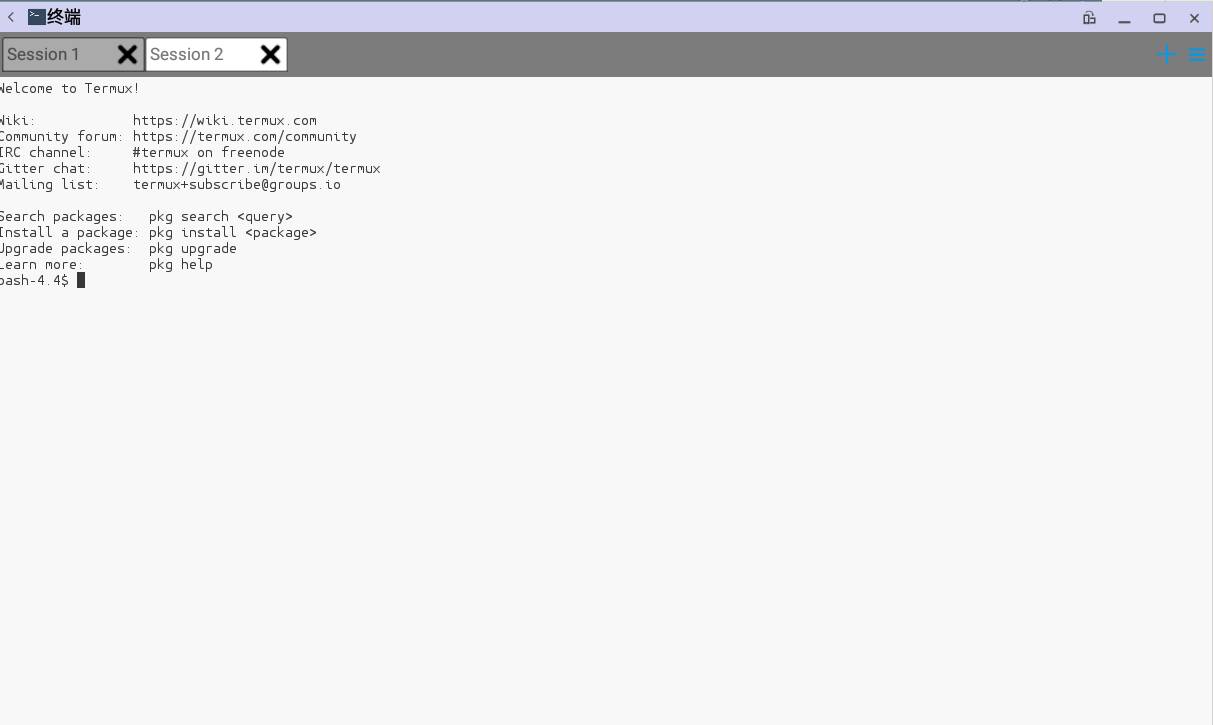 终端
Session 1
Session 2
Welcome to Termux!
Wiki: https://wiki.termux.com
Community forum: https://termux.com/community
IRC channel: #termux on freenode
Gitter chat: https://gitter.im/termux/termux
Mailing list: termux+subscribe@groups.io
Search packages: pkg search <query>
Install a package: pkg install <package>
Upgrade packages: pkg upgrade
Learn more: pkg help
bash-4.4$